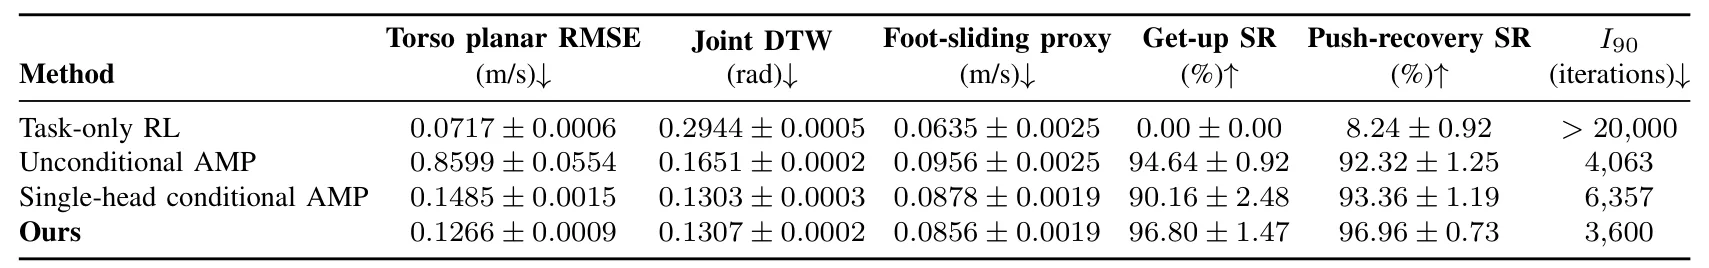 Method Torso planar RMSE (m/s)↓ Joint DTW (rad)↓ Foot-sliding proxy (m/s)↓ Get-up SR (%)↑ Push-recovery SR (%)↑ I90 (iterations)↓
Task-only RL 0.0717 ± 0.0006 0.2944 ± 0.0005 0.0635 ± 0.0025 0.00 ± 0.00 8.24 ± 0.92 > 20,000
Unconditional AMP 0.8599 ± 0.0554 0.1651 ± 0.0002 0.0956 ± 0.0025 94.64 ± 0.92 92.32 ± 1.25 4,063
Single-head conditional AMP 0.1485 ± 0.0015 0.1303 ± 0.0003 0.0878 ± 0.0019 90.16 ± 2.48 93.36 ± 1.19 6,357
Ours 0.1266 ± 0.0009 0.1307 ± 0.0002 0.0856 ± 0.0019 96.80 ± 1.47 96.96 ± 0.73 3,600